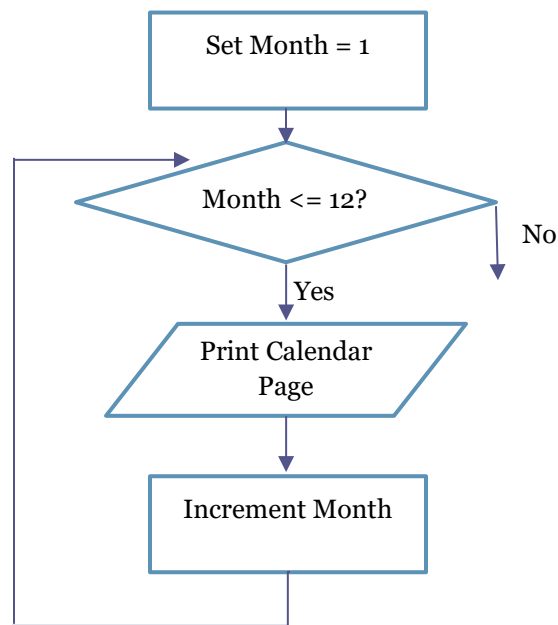 Set Month = 1
Month <= 12?
No
Yes
Print Calendar
Page
Increment Month